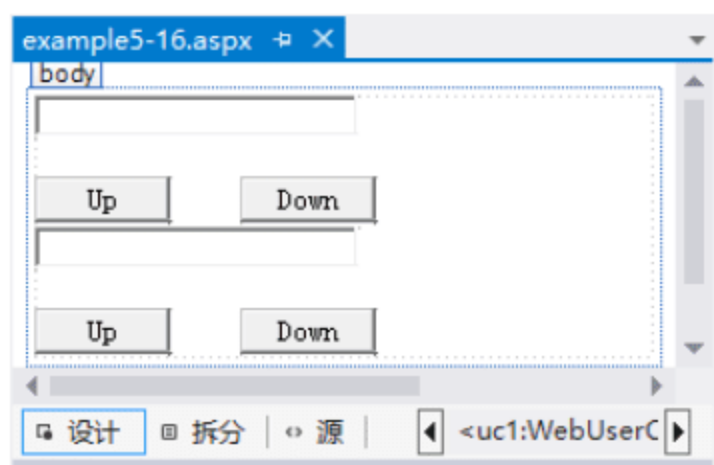 example5-16.aspx
body
Up Down
Up Down
设计 拆分 源 <uc1:WebUserC